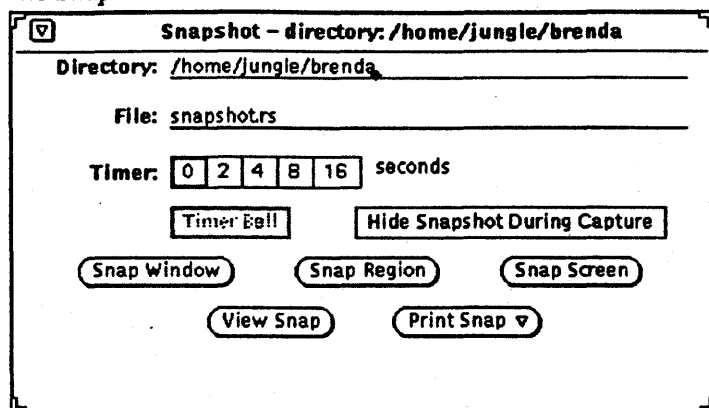 Snapshot – directory: /home/jungle/brenda
Directory: /home/jungle/brenda
File: snapshot.rs
Timer: 0 2 4 8 16 seconds
Timer Bell Hide Snapshot During Capture
Snap Window Snap Region Snap Screen
View Snap Print Snap